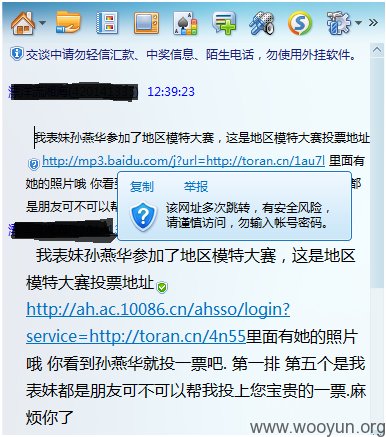 交谈中请勿轻信汇款、中奖信息、陌生电话，勿使用外挂软件。
12:39:23
我表妹孙燕华参加了地区模特大赛，这是地区模特大赛投票地址
http://mp3.baidu.com/j?url=http://toran.cn/1au7l 里面有
她的照片哦 你看
都
是朋友可不可以帮
复制 举报
该网址多次跳转，有安全风险，
请谨慎访问，勿输入帐号密码。
我表妹孙燕华参加了地区模特大赛，这是地区
模特大赛投票地址
http://ah.ac.10086.cn/ahsso/login?
service=http://toran.cn/4n55里面有她的照片
哦 你看到孙燕华就投一票吧. 第一排 第五个是我
表妹都是朋友可不可以帮我投上您宝贵的一票.麻
烦你了
www.wooyun.org